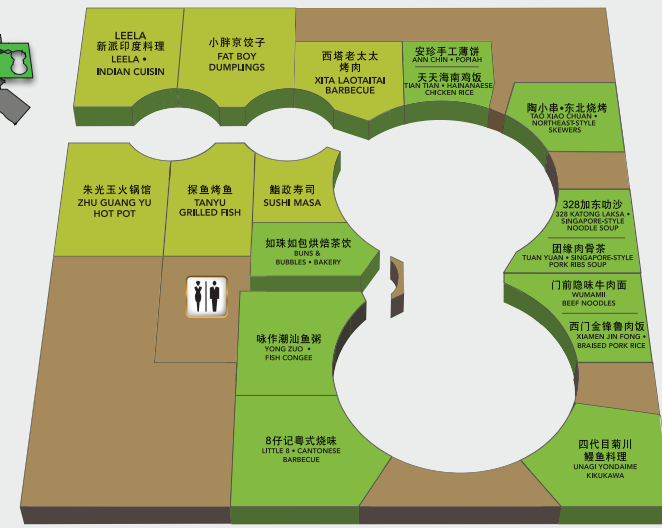 LEELA
新派印度料理
LEELA •
INDIAN CUISIN
小胖京饺子
FAT BOY
DUMPLINGS
西塔老太太
烤肉
XITA LAOTAITAI
BARBECUE
安珍手工薄饼
ANN CHIN • POPIAH
天天海南鸡饭
TIAN TIAN • HAINANAESE
CHICKEN RICE
陶小串•东北烧烤
TAO XIAO CHUAN •
NORTHEAST-STYLE
SKEWERS
朱光玉火锅馆
ZHU GUANG YU
HOT POT
探鱼烤鱼
TANYU
GRILLED FISH
鮨政寿司
SUSHI MASA
328加东叻沙
328 KATONG LAKSA •
SINGAPORE-STYLE
NOODLE SOUP
如珠如包烘焙茶饮
BUNS &
BUBBLES • BAKERY
团缘肉骨茶
TUAN YUAN • SINGAPORE-STYLE
PORK RIBS SOUP
门前隐味牛肉面
WUMAMII
BEEF NOODLES
西门金锋魯肉饭
XIAMEN JIN FONG •
BRAISED PORK RICE
咏作潮汕鱼粥
YONG ZUO •
FISH CONGEE
8仔记粤式烧味
LITTLE 8 • CANTONESE
BARBECUE
四代目菊川
鳗鱼料理
UNAGI YONDAIME
KIKUKAWA